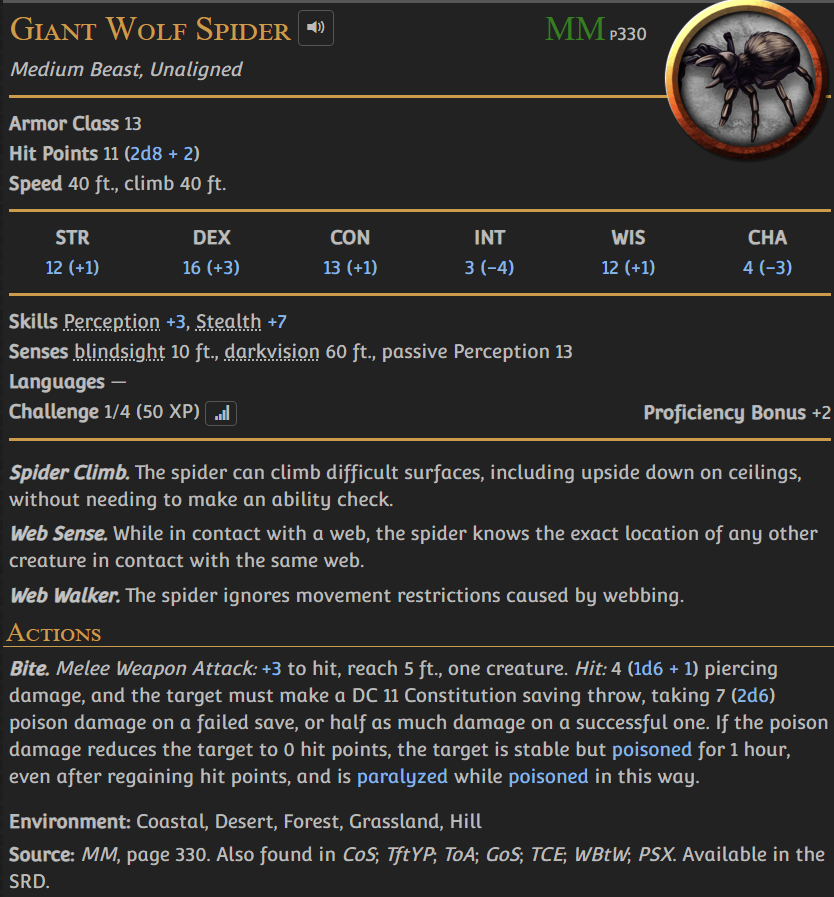 Giant Wolf Spider
MM p330
Medium Beast, Unaligned
Armor Class 13
Hit Points 11 (2d8 + 2)
Speed 40 ft., climb 40 ft.
STR DEX CON INT WIS CHA
12 (+1) 16 (+3) 13 (+1) 3 (−4) 12 (+1) 4 (−3)
Skills Perception +3, Stealth +7
Senses blindsight 10 ft., darkvision 60 ft., passive Perception 13
Languages —
Challenge 1/4 (50 XP) Proficiency Bonus +2
Spider Climb. The spider can climb difficult surfaces, including upside down on ceilings,
without needing to make an ability check.
Web Sense. While in contact with a web, the spider knows the exact location of any other
creature in contact with the same web.
Web Walker. The spider ignores movement restrictions caused by webbing.
Actions
Bite. Melee Weapon Attack: +3 to hit, reach 5 ft., one creature. Hit: 4 (1d6 + 1) piercing
damage, and the target must make a DC 11 Constitution saving throw, taking 7 (2d6)
poison damage on a failed save, or half as much damage on a successful one. If the poison
damage reduces the target to 0 hit points, the target is stable but poisoned for 1 hour,
even after regaining hit points, and is paralyzed while poisoned in this way.
Environment: Coastal, Desert, Forest, Grassland, Hill
Source: MM, page 330. Also found in CoS; TftYP; ToA; GoS; TCE; WBtW; PSX. Available in the
SRD.